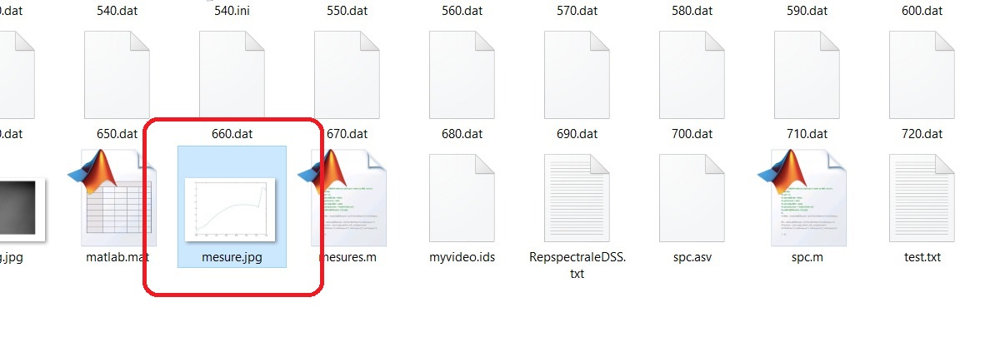 0.dat 540.dat 540.ini 550.dat 560.dat 570.dat 580.dat 590.dat 600.dat
0.dat 650.dat 660.dat 670.dat 680.dat 690.dat 700.dat 710.dat 720.dat
g.jpg matlab.mat mesure.jpg mesures.m myvideo.ids RepspectraleDSS. spc.asv spc.m test.txt
txt